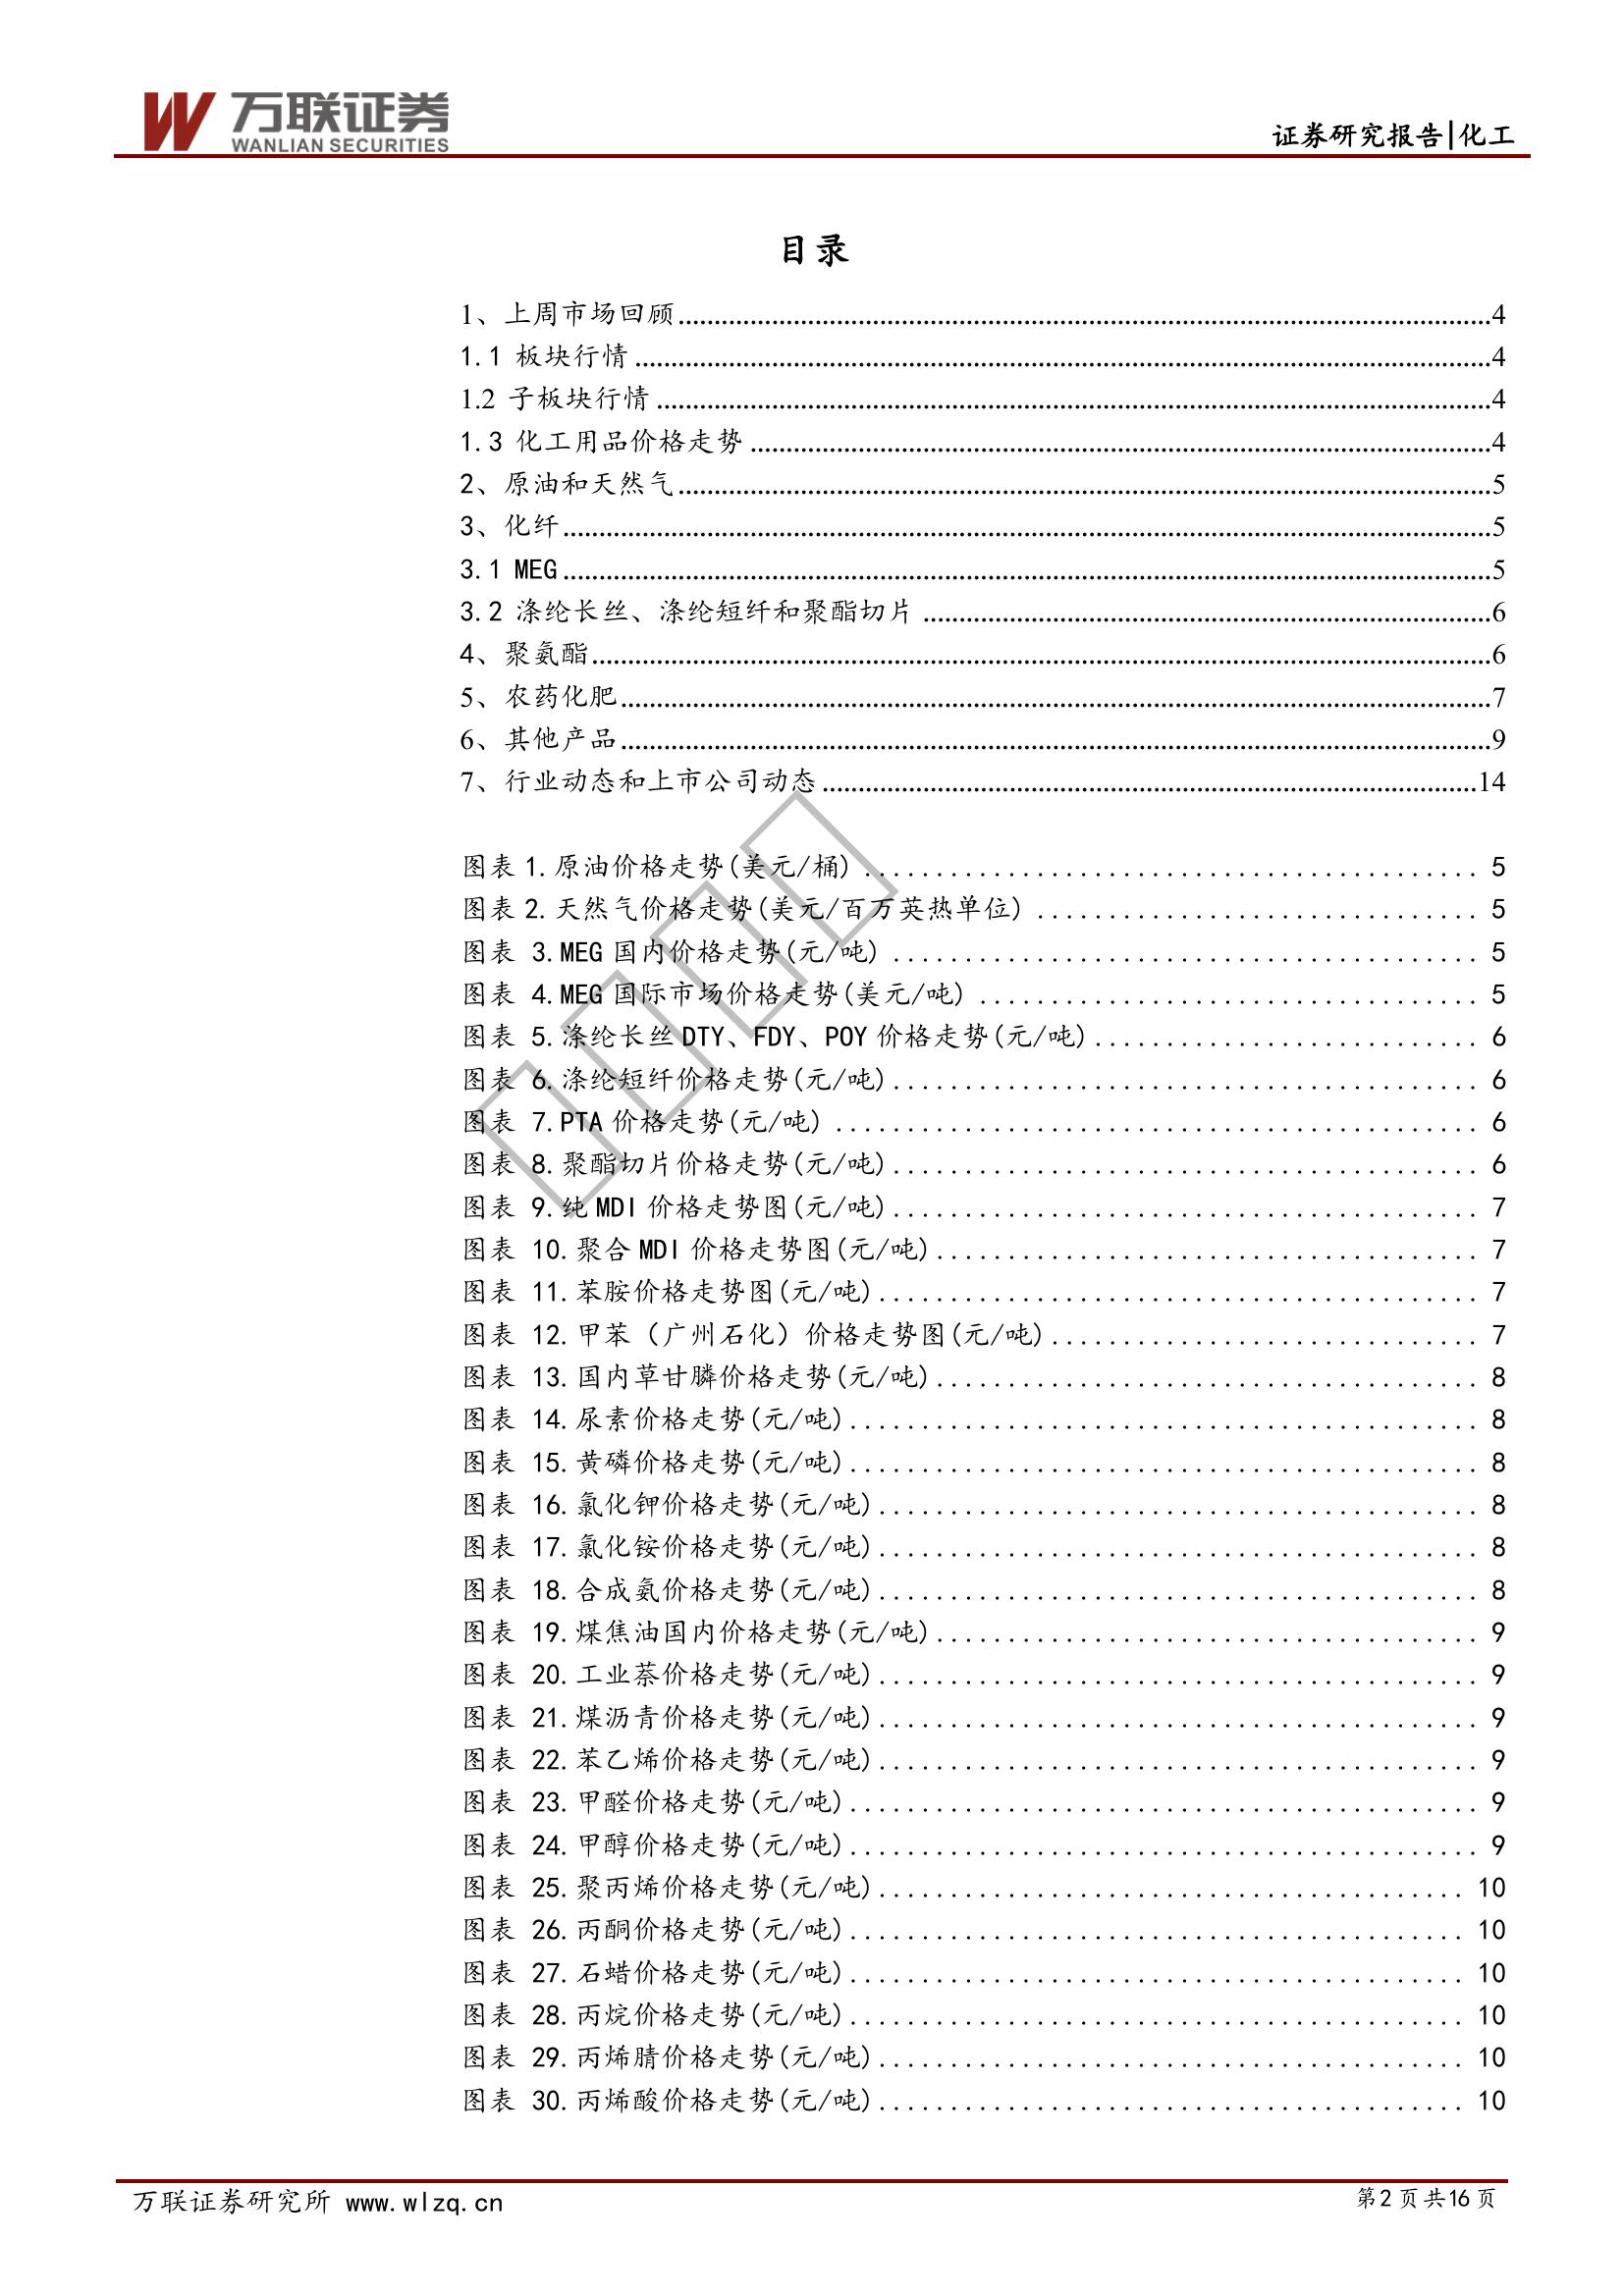 万联证券
WANLIAN SECURITIES
证券研究报告|化工
目录
1、上周市场回顾........4
1.1 板块行情........4
1.2 子板块行情........4
1.3 化工用品价格走势........4
2、原油和天然气........5
3、化纤........5
3.1 MEG........5
3.2 涤纶长丝、涤纶短纤和聚酯切片........6
4、聚氨酯........6
5、农药化肥........7
6、其他产品........9
7、行业动态和上市公司动态........14
图表 1.原油价格走势(美元/桶)........5
图表 2.天然气价格走势(美元/百万英热单位)........5
图表 3.MEG 国内价格走势(元/吨)........5
图表 4.MEG 国际市场价格走势(美元/吨)........5
图表 5.涤纶长丝 DTY、FDY、POY 价格走势(元/吨)........6
图表 6.涤纶短纤价格走势(元/吨)........6
图表 7.PTA 价格走势(元/吨)........6
图表 8.聚酯切片价格走势(元/吨)........6
图表 9.纯 MDI 价格走势图(元/吨)........7
图表 10.聚合 MDI 价格走势图(元/吨)........7
图表 11.苯胺价格走势图(元/吨)........7
图表 12.甲苯（广州石化）价格走势图(元/吨)........7
图表 13.国内草甘膦价格走势(元/吨)........8
图表 14.尿素价格走势(元/吨)........8
图表 15.黄磷价格走势(元/吨)........8
图表 16.氯化钾价格走势(元/吨)........8
图表 17.氯化铵价格走势(元/吨)........8
图表 18.合成氨价格走势(元/吨)........8
图表 19.煤焦油国内价格走势(元/吨)........9
图表 20.工业萘价格走势(元/吨)........9
图表 21.煤沥青价格走势(元/吨)........9
图表 22.苯乙烯价格走势(元/吨)........9
图表 23.甲醛价格走势(元/吨)........9
图表 24.甲醇价格走势(元/吨)........9
图表 25.聚丙烯价格走势(元/吨)........10
图表 26.丙酮价格走势(元/吨)........10
图表 27.石蜡价格走势(元/吨)........10
图表 28.丙烷价格走势(元/吨)........10
图表 29.丙烯腈价格走势(元/吨)........10
图表 30.丙烯酸价格走势(元/吨)........10
万联证券研究所 www.wlzq.cn
第2页共16页